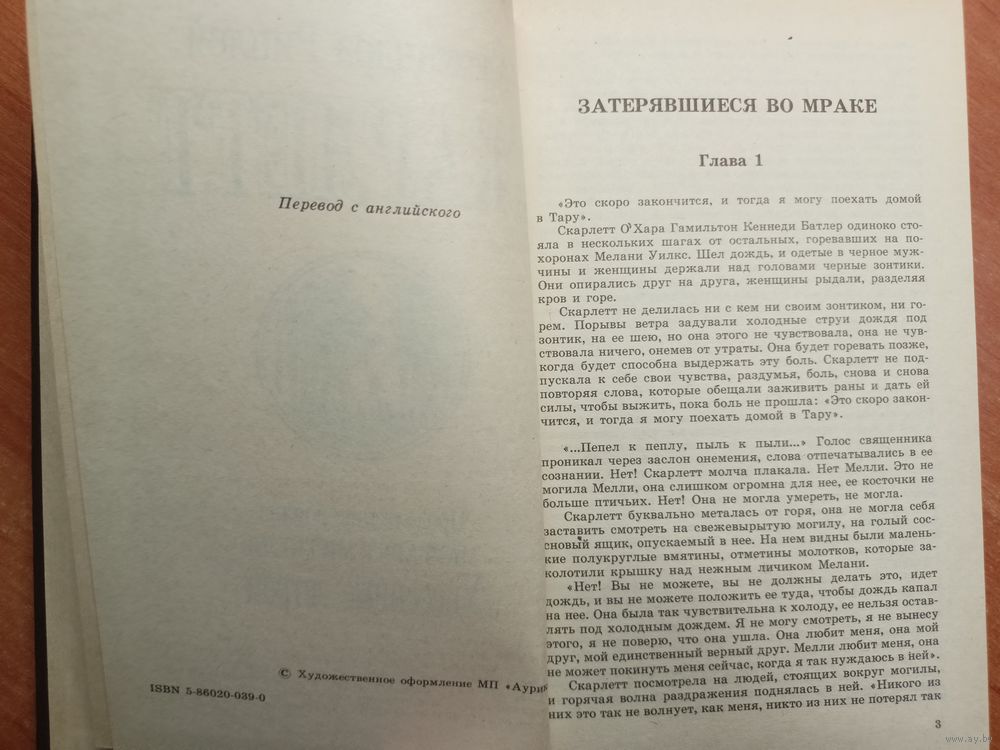 Перевод с английского
© Художественное оформление МП «Аури
ISBN 5-86020-039-0
ЗАТЕРЯВШИЕСЯ ВО МРАКЕ
Глава 1
«Это скоро закончится, и тогда я могу поехать домой
в Тару».
Скарлетт О'Хара Гамильтон Кеннеди Батлер одиноко сто-
яла в нескольких шагах от остальных, горевавших на по-
хоронах Мелани Уилкс. Шел дождь, и одетые в черное муж-
чины и женщины держали над головами черные зонтики.
Они опирались друг на друга, женщины рыдали, разделяя
кров и горе.
Скарлетт не делилась ни с кем ни своим зонтиком, ни го-
рем. Порывы ветра задували холодные струи дождя под
зонтик, на ее шею, но она этого не чувствовала, она не чув-
ствовала ничего, онемев от утраты. Она будет горевать позже,
когда будет способна выдержать эту боль. Скарлетт не под-
пускала к себе свои чувства, раздумья, боль, снова и снова
повторяя слова, которые обещали заживить раны и дать ей
силы, чтобы выжить, пока боль не прошла: «Это скоро закон-
чится, и тогда я могу поехать домой в Тару».
«...Пепел к пеплу, пыль к пыли...» Голос священника
проникал через заслон онемения, слова отпечатывались в ее
сознании. Нет! Скарлетт молча плакала. Нет Мелли. Это не
могила Мелли, она слишком огромна для нее, ее косточки не
больше птичьих. Нет! Она не могла умереть, не могла.
Скарлетт буквально металась от горя, она не могла себя
заставить смотреть на свежевырытую могилу, на голый сос-
сновый ящик, опускаемый в нее. На нем видны были малень-
кие полукруглые вмятины, отметины молотков, которые за-
колотили крышку над нежным личиком Мелани.
«Нет! Вы не можете, вы не должны делать это, идет
дождь, и вы не можете положить ее туда, чтобы дождь капал
на нее. Она была так чувствительна к холоду, ее нельзя остав-
лять под холодным дождем. Я не могу смотреть, я не вынесу
этого, я не поверю, что она ушла. Она любит меня, она мой
друг, мой единственный верный друг. Мелли любит меня, она
не может покинуть меня сейчас, когда я так нуждаюсь в ней».
Скарлетт посмотрела на людей, стоящих вокруг могилы,
и горячая волна раздражения поднялась в ней. «Никого из
них это так не волнует, как меня, никто из них не потерял так
3
www.ay.by